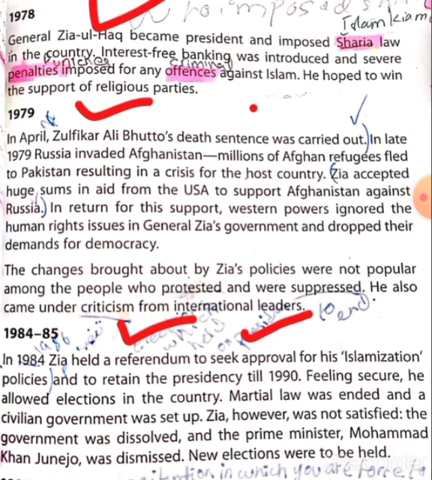 Who imposed
1978
Islam
General Zia-ul-Haq became president and imposed Sharia law
in the country. Interest-free banking was introduced and severe
criminal
penalties imposed for any offences against Islam. He hoped to win
the support of religious parties.
1979
In April, Zulfikar Ali Bhutto's death sentence was carried out. In late
1979 Russia invaded Afghanistan—millions of Afghan refugees fled
to Pakistan resulting in a crisis for the host country. Zia accepted
huge sums in aid from the USA to support Afghanistan against
Russia. In return for this support, western powers ignored the
human rights issues in General Zia's government and dropped their
demands for democracy.
The changes brought about by Zia's policies were not popular
among the people who protested and were suppressed. He also
came under criticism from international leaders.
to end
1984-85
In 1984 Zia held a referendum to seek approval for his 'Islamization'
policies and to retain the presidency till 1990. Feeling secure, he
allowed elections in the country. Martial law was ended and a
civilian government was set up. Zia, however, was not satisfied: the
government was dissolved, and the prime minister, Mohammad
Khan Junejo, was dismissed. New elections were to be held.
in which you are force to